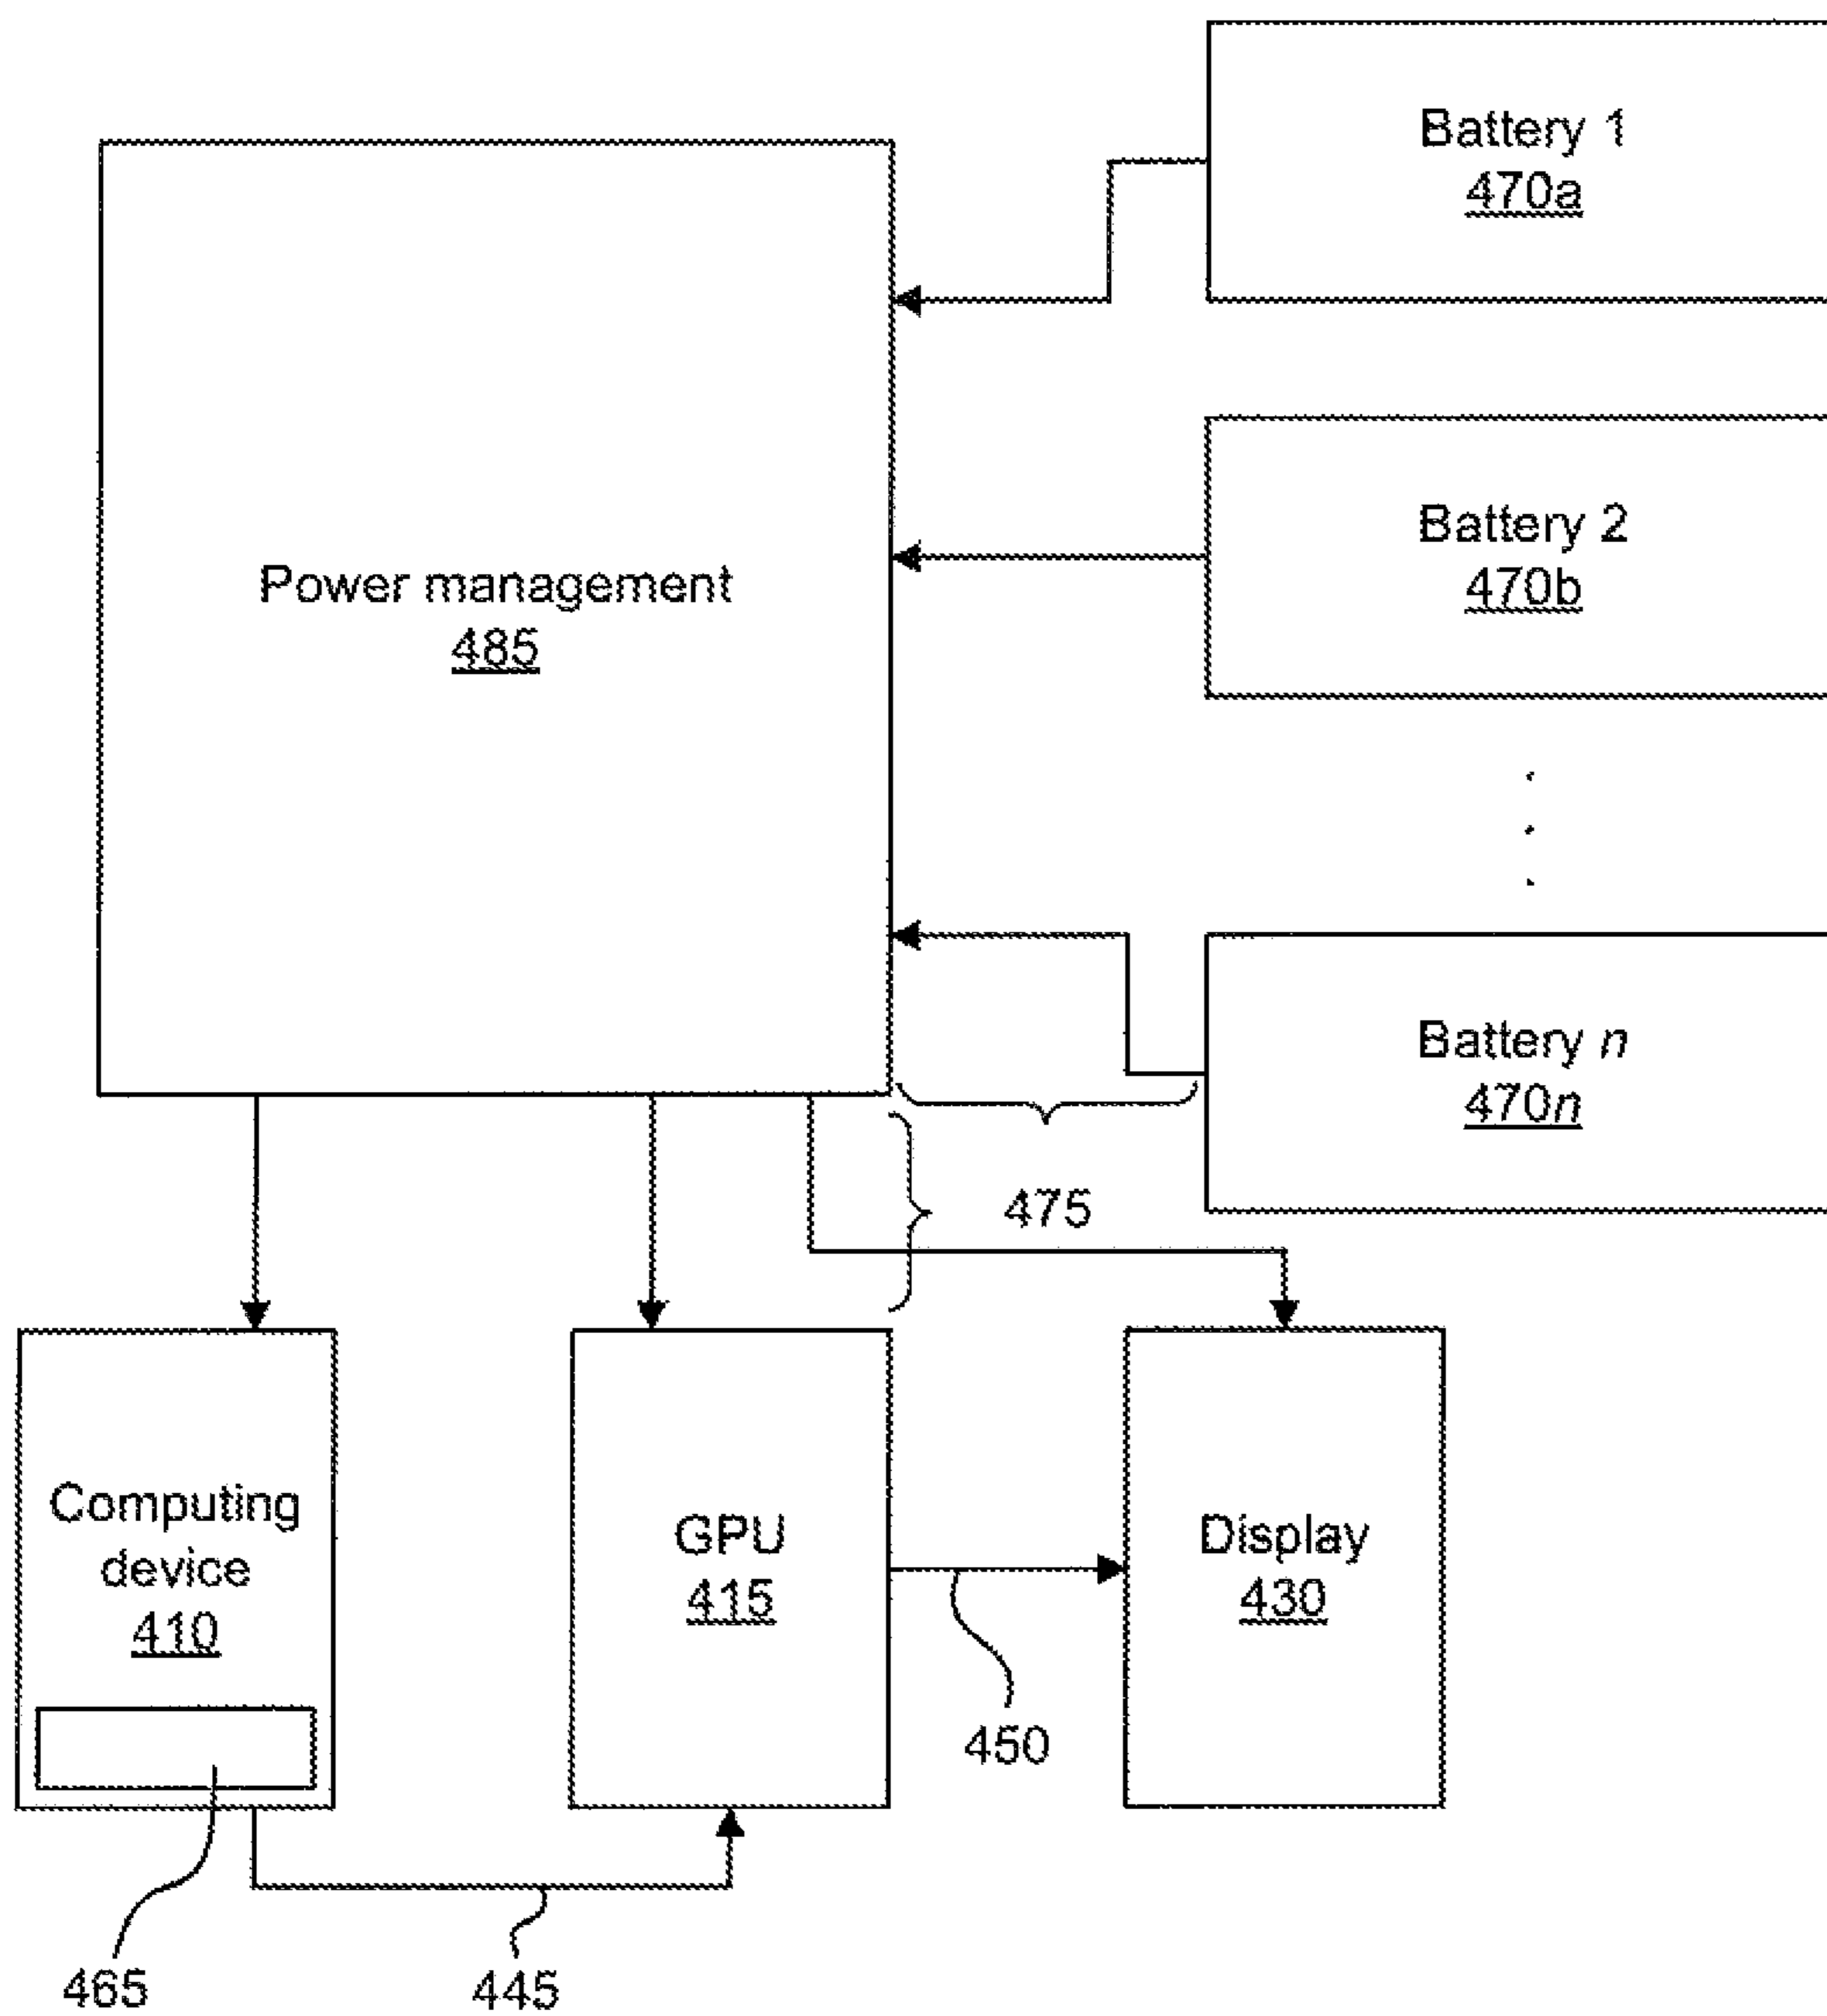 Battery 1
470a
Power management
485
Battery 2
470b
Battery n
470n
475
Computing
device
410
GPU
415
Display
430
450
465
445